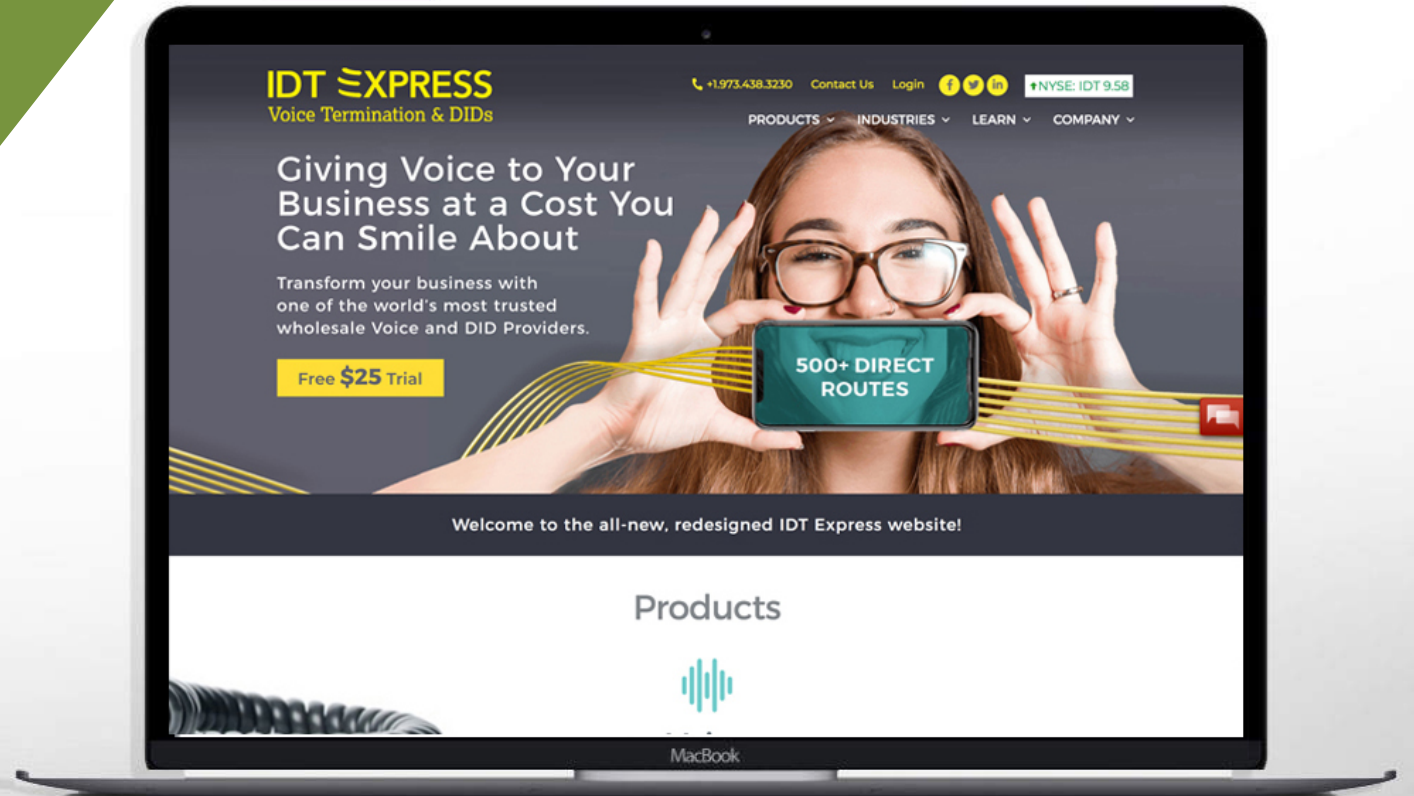 IDT EXPRESS
Voice Termination & DIDs
+1.973.438.3230 Contact Us Login f in NYSE: IDT 9.58
PRODUCTS INDUSTRIES LEARN COMPANY
Giving Voice to Your
Business at a Cost You
Can Smile About
Transform your business with
one of the world's most trusted
wholesale Voice and DID Providers.
Free $25 Trial
500+ DIRECT
ROUTES
Welcome to the all-new, redesigned IDT Express website!
Products
MacBook